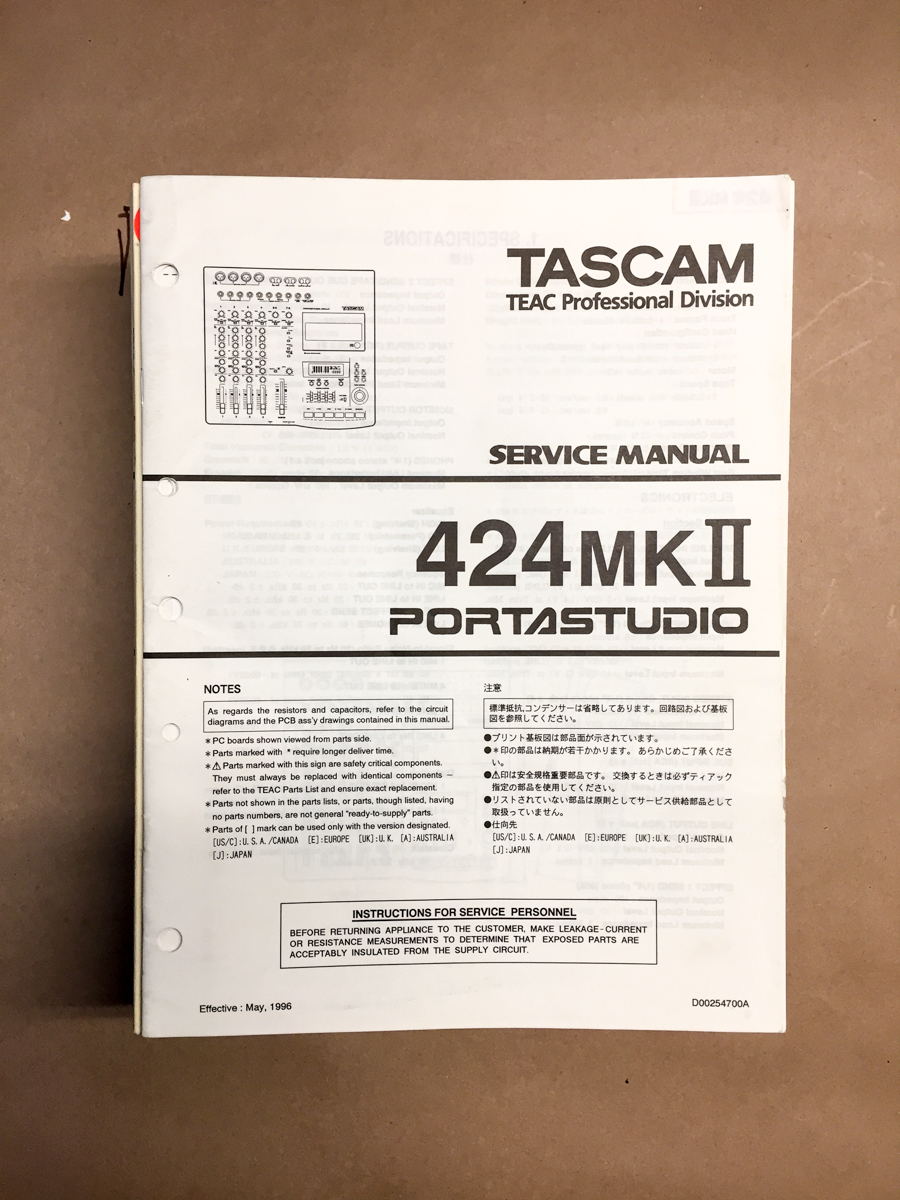 TASCAM
TEAC Professional Division
SERVICE MANUAL
424 MKII
PORTASTUDIO
NOTES
As regards the resistors and capacitors, refer to the circuit
diagrams and the PCB ass'y drawings contained in this manual.
* PC boards shown viewed from parts side.
* Parts marked with * require longer deliver time.
* ⚠ Parts marked with this sign are safety critical components.
They must always be replaced with identical components –
refer to the TEAC Parts List and ensure exact replacement.
* Parts not shown in the parts lists, or parts, though listed, having
no parts numbers, are not general "ready-to-supply" parts.
* Parts of [ ] mark can be used only with the version designated.
[US/C]:U.S.A./CANADA [E]:EUROPE [UK]:U.K. [A]:AUSTRALIA
[J]:JAPAN
注意
標準抵抗,コンデンサーは省略してあります。回路図および基板
図を参照してください。
●プリント基板図は部品面が示されています。
●*印の部品は納期が若干かかります。 あらかじめご了承くださ
い。
●⚠印は安全規格重要部品です。 交換するときは必ずティアック
指定の部品を使用してください。
●リストされていない部品は原則としてサービス供給部品として
取扱っていません。
●仕向先
[US/C]:U.S.A./CANADA [E]:EUROPE [UK]:U.K. [A]:AUSTRALIA
[J]:JAPAN
INSTRUCTIONS FOR SERVICE PERSONNEL
BEFORE RETURNING APPLIANCE TO THE CUSTOMER, MAKE LEAKAGE-CURRENT
OR RESISTANCE MEASUREMENTS TO DETERMINE THAT EXPOSED PARTS ARE
ACCEPTABLY INSULATED FROM THE SUPPLY CIRCUIT.
Effective : May, 1996
D00254700A